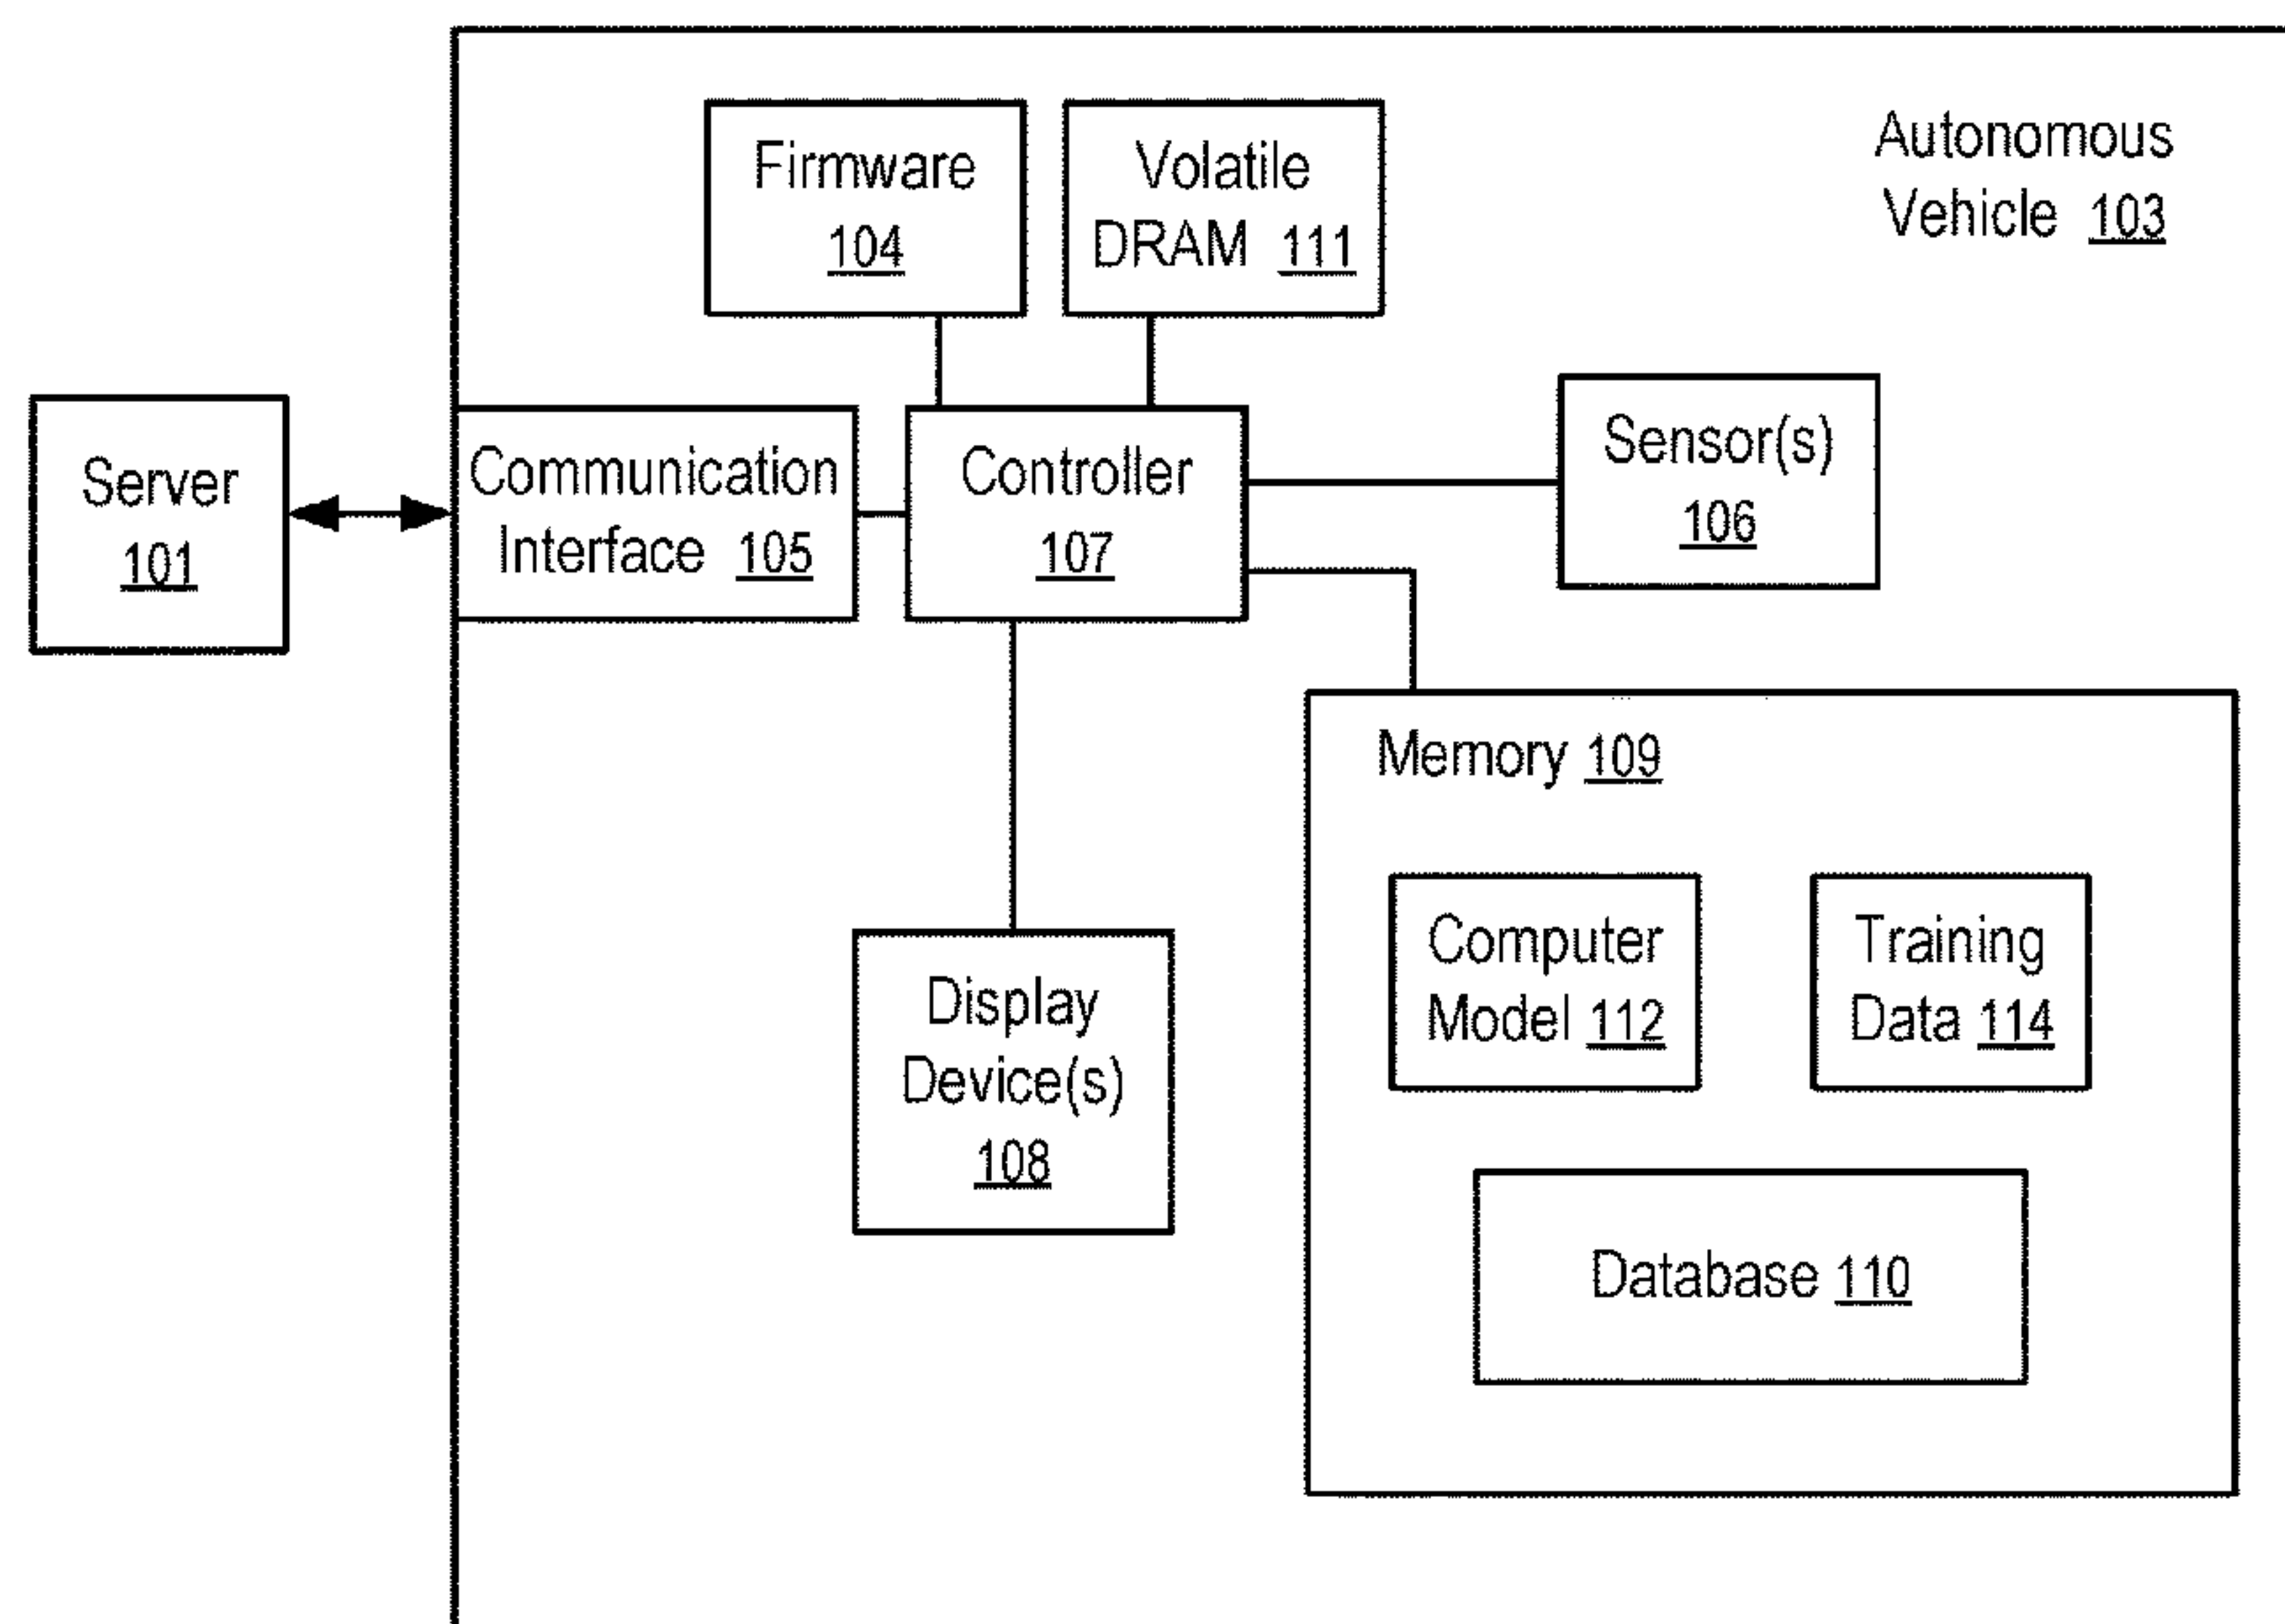 Autonomous
Vehicle 103
Firmware
104
Volatile
DRAM 111
Server
101
Communication
Interface 105
Controller
107
Sensor(s)
106
Memory 109
Computer
Model 112
Training
Data 114
Display
Device(s)
108
Database 110